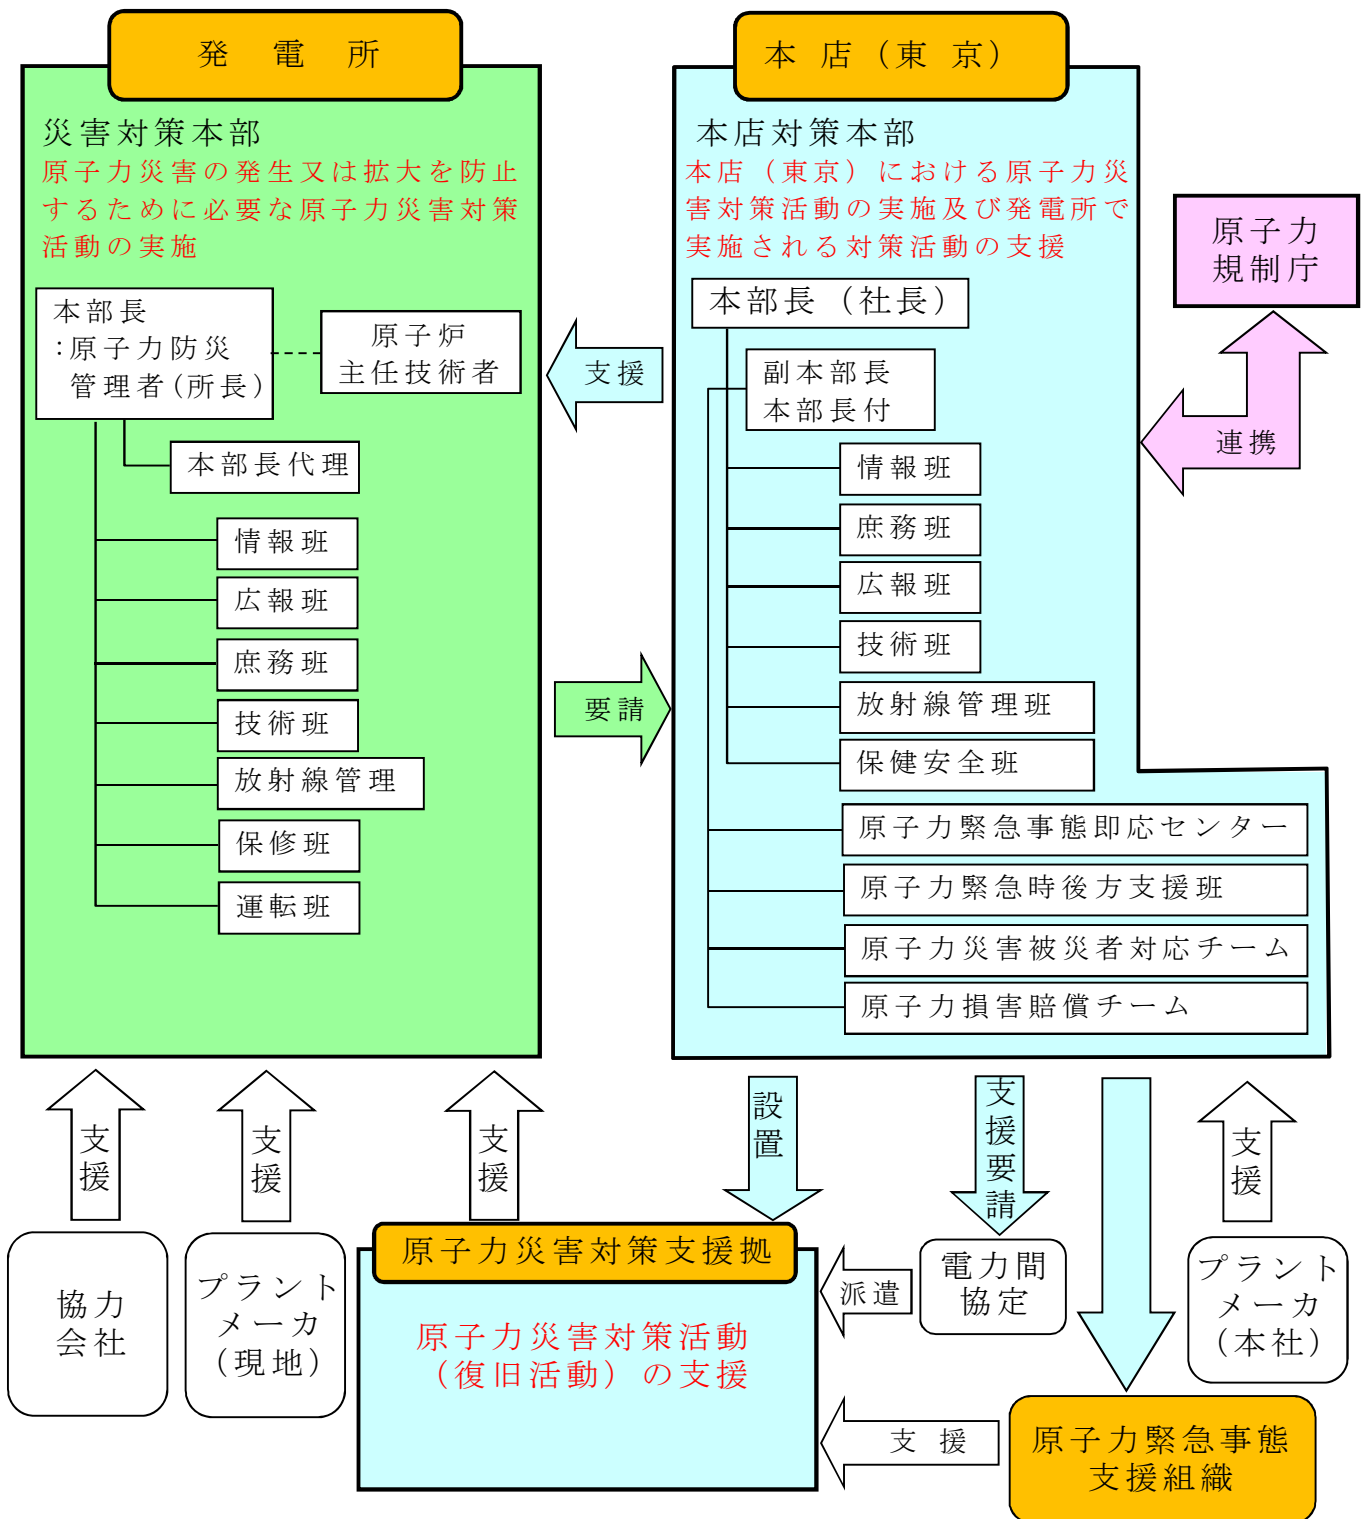 発　電　所
災害対策本部
原子力災害の発生又は拡大を防止
するために必要な原子力災害対策
活動の実施
本部長
：原子力防災
管理者（所長）
原子炉
主任技術者
本部長代理
情報班
広報班
庶務班
技術班
放射線管理
保修班
運転班
支援
要請
本　店（東　京）
本店対策本部
本店（東京）における原子力災
害対策活動の実施及び発電所で
実施される対策活動の支援
本部長（社長）
副本部長
本部長付
情報班
庶務班
広報班
技術班
放射線管理班
保健安全班
原子力緊急事態即応センター
原子力緊急時後方支援班
原子力災害被災者対応チーム
原子力損害賠償チーム
原子力
規制庁
連携
支援
支援
支援
設置
支援要請
支援
協力
会社
プラント
メーカ
（現地）
原子力災害対策支援拠
原子力災害対策活動
（復旧活動）の支援
派遣
電力間
協定
プラント
メーカ
（本社）
支　援
原子力緊急事態
支援組織